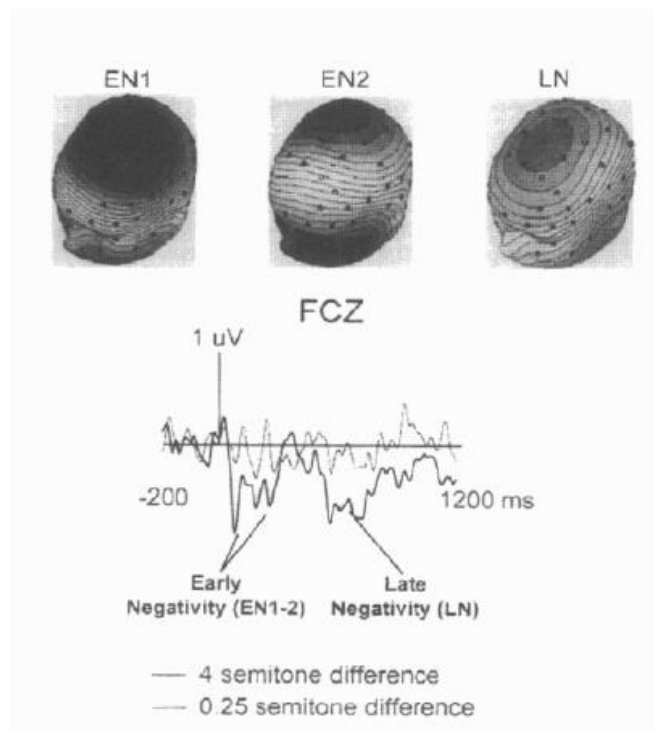 EN1 EN2 LN
FCZ
1 uV
-200 1200 ms
Early Late
Negativity (EN1-2) Negativity (LN)
4 semitone difference
0.25 semitone difference